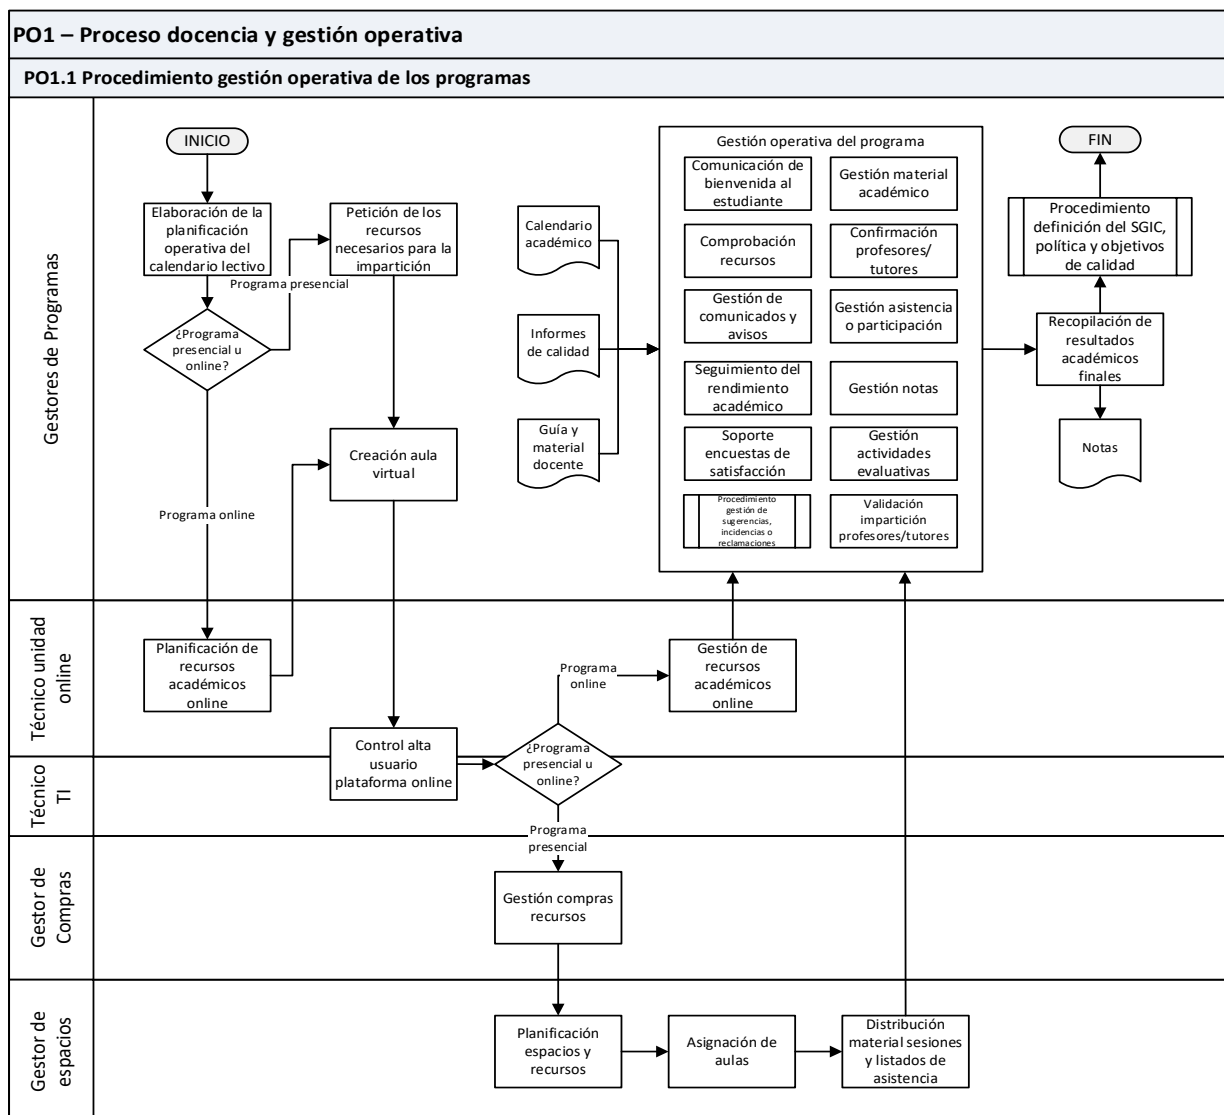 PO1 – Proceso docencia y gestión operativa
PO1.1 Procedimiento gestión operativa de los programas
Gestores de Programas
INICIO
Elaboración de la
planificación
operativa del
calendario lectivo
Petición de los
recursos
necesarios para la
impartición
Programa presencial
¿Programa
presencial u
online?
Creación aula
virtual
Programa online
Calendario
académico
Informes
de calidad
Guía y
material
docente
Gestión operativa del programa
Comunicación de
bienvenida al
estudiante
Gestión material
académico
Comprobación
recursos
Confirmación
profesores/
tutores
Gestión de
comunicados y
avisos
Gestión asistencia
o participación
Seguimiento del
rendimiento
académico
Gestión notas
Soporte
encuestas de
satisfacción
Gestión
actividades
evaluativas
Procedimiento
gestión de
sugerencias,
incidencias o
reclamaciones
Validación
impartición
profesores/tutores
FIN
Procedimiento
definición del SGIC,
política y objetivos
de calidad
Recopilación de
resultados
académicos
finales
Notas
Técnico unidad
online
Planificación de
recursos
académicos
online
Programa
online
Gestión de
recursos
académicos
online
Técnico
TI
Control alta
usuario
plataforma online
¿Programa
presencial u
online?
Programa
presencial
Gestor de
Compras
Gestión compras
recursos
Gestor de
espacios
Planificación
espacios y
recursos
Asignación de
aulas
Distribución
material sesiones
y listados de
asistencia